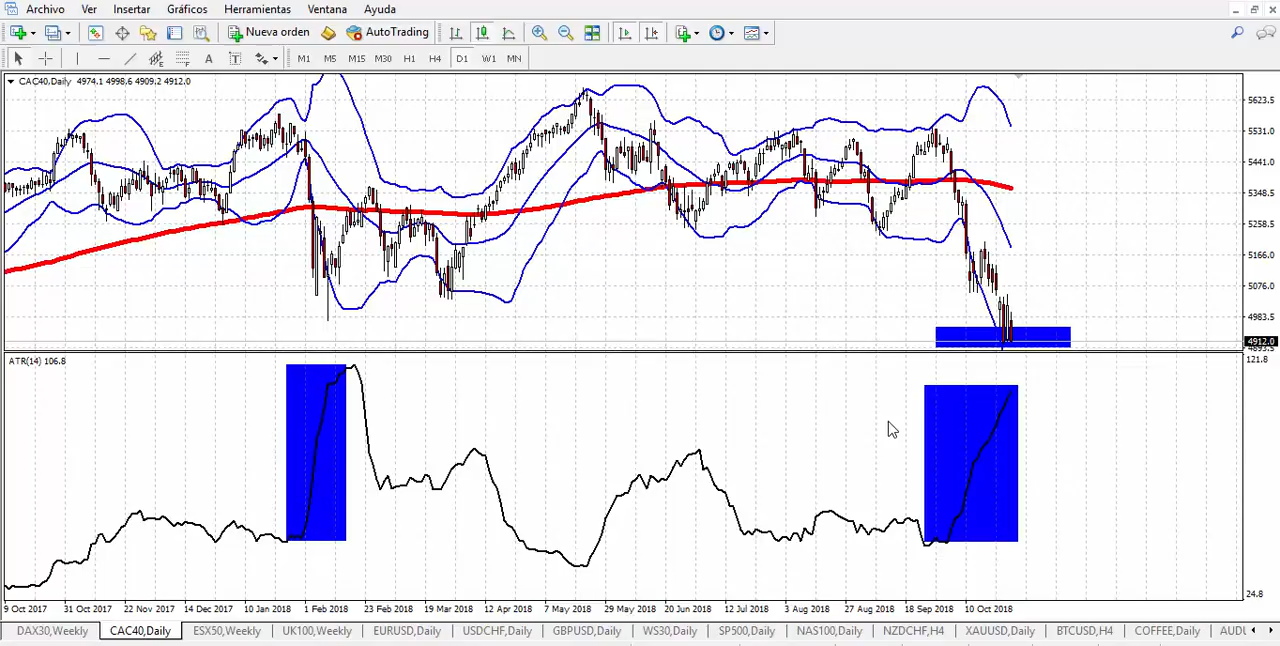 Archivo Ver Insertar Gráficos Herramientas Ventana Ayuda
Nueva orden AutoTrading
A T M1 M5 M15 M30 H1 H4 D1 W1 MN
CAC40,Daily 4974.1 4998.6 4909.2 4912.0
5623.5
5531.0
5441.0
5348.5
5258.5
5166.0
5076.0
4983.5
4912.0
4893.5
ATR(14) 106.8
121.8
24.8
9 Oct 2017 31 Oct 2017 22 Nov 2017 14 Dec 2017 10 Jan 2018 1 Feb 2018 23 Feb 2018 19 Mar 2018 12 Apr 2018 7 May 2018 29 May 2018 20 Jun 2018 12 Jul 2018 3 Aug 2018 27 Aug 2018 18 Sep 2018 10 Oct 2018
DAX30,Weekly CAC40,Daily ESX50,Weekly UK100,Weekly EURUSD,Daily USDCHF,Daily GBPUSD,Daily WS30,Daily SP500,Daily NAS100,Daily NZDCHF,H4 XAUUSD,Daily BTCUSD,H4 COFFEE,Daily AUDU